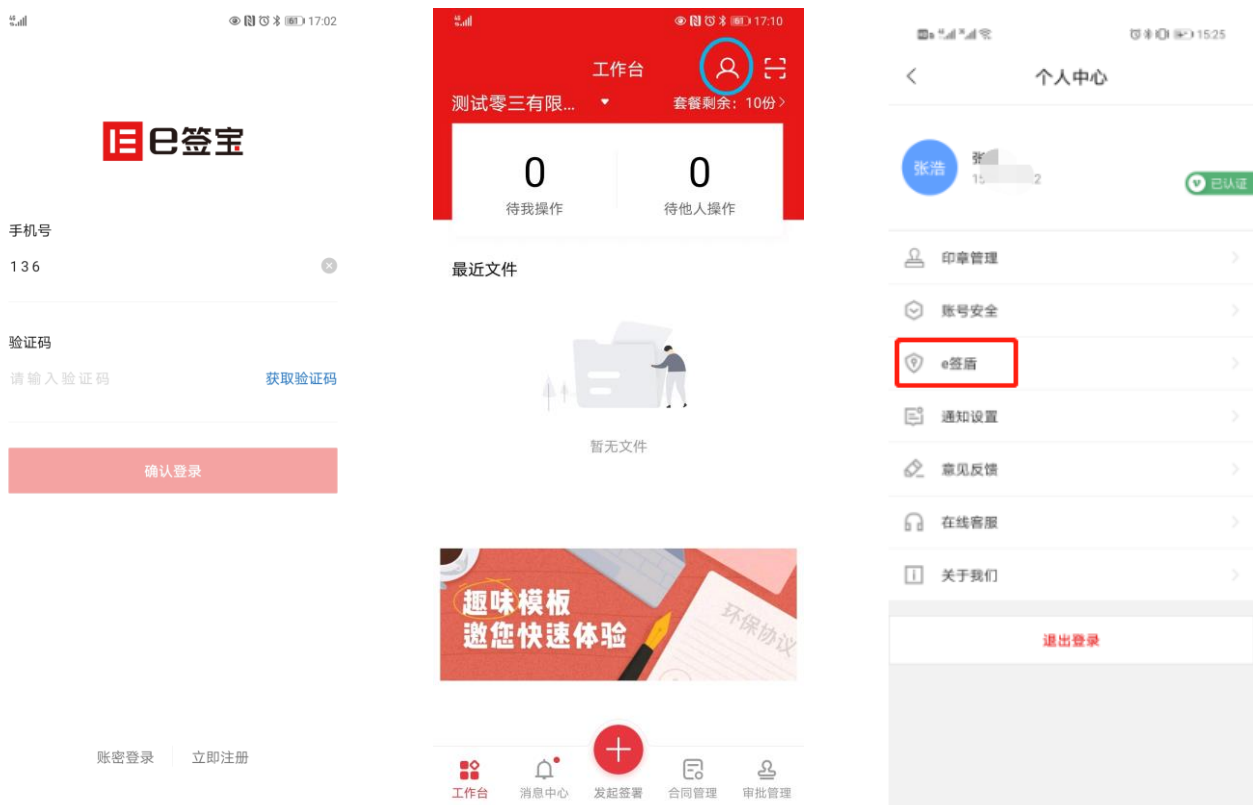 17:02
e签宝
手机号
136
验证码
请输入验证码
获取验证码
确认登录
账密登录
立即注册
17:10
工作台
测试零三有限...
套餐剩余：10份
0
待我操作
0
待他人操作
最近文件
暂无文件
趣味模板
邀您快速体验
环保协议
工作台
消息中心
发起签署
合同管理
审批管理
15:25
个人中心
张浩
已认证
印章管理
账号安全
e签盾
通知设置
意见反馈
在线客服
关于我们
退出登录